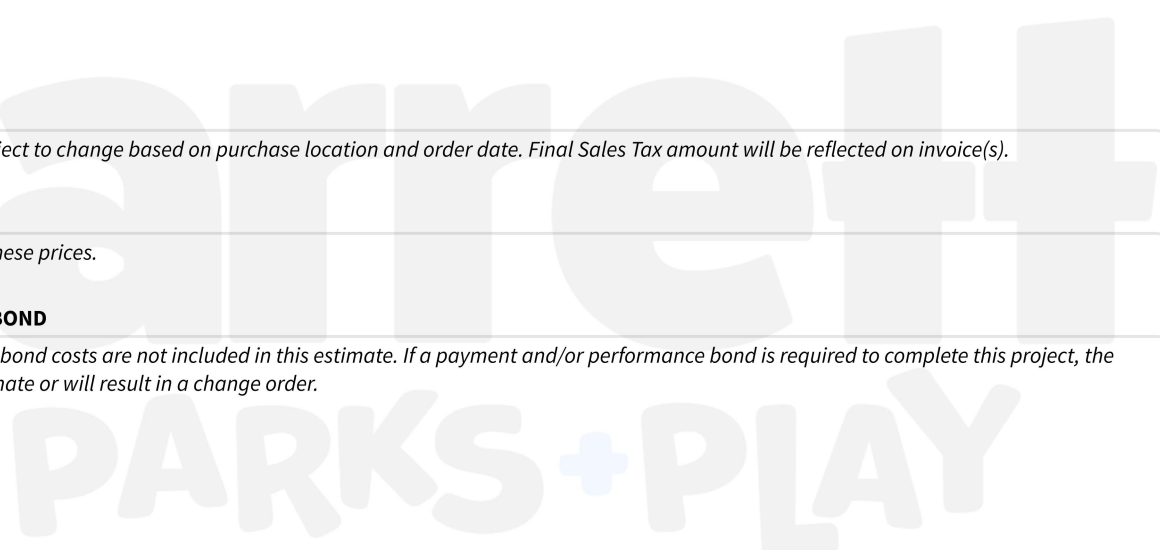 arrett
ect to change based on purchase location and order date. Final Sales Tax amount will be reflected on invoice(s).
ese prices.
BOND
bond costs are not included in this estimate. If a payment and/or performance bond is required to complete this project, the
ate or will result in a change order.
PARKS+PLAY